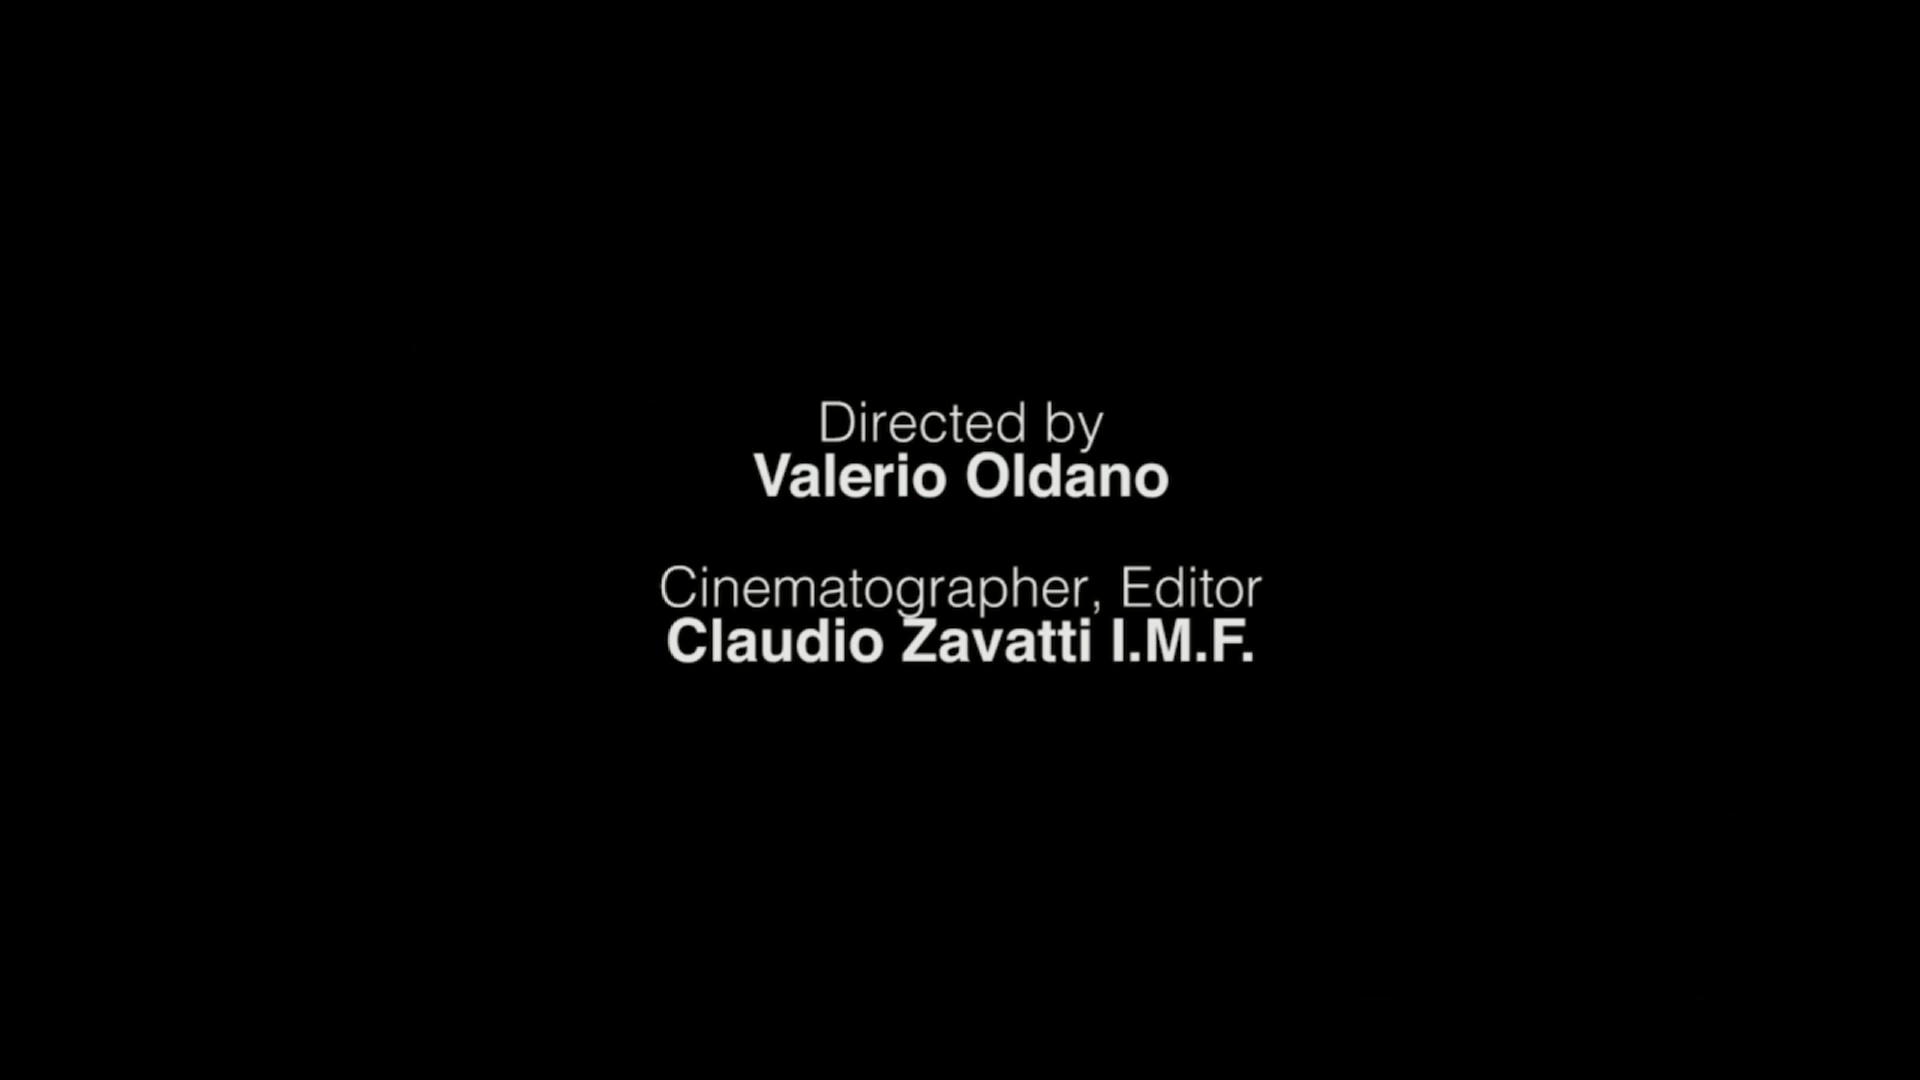 Directed by
Valerio Oldano
Cinematographer, Editor
Claudio Zavatti I.M.F.